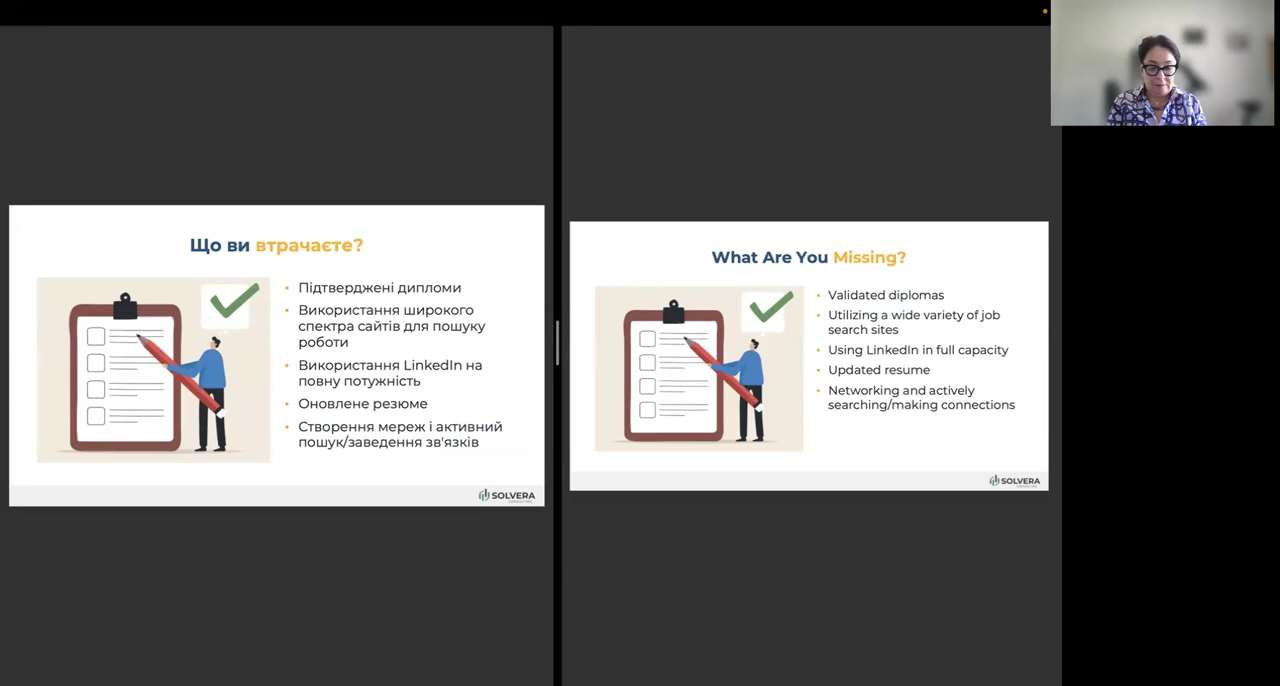 Що ви втрачаєте?
Підтверджені дипломи
Використання широкого
спектра сайтів для пошуку
роботи
Використання LinkedIn на
повну потужність
Оновлене резюме
Створення мереж і активний
пошук/заведення зв'язків
SOLVERA
What Are You Missing?
Validated diplomas
Utilizing a wide variety of job
search sites
Using LinkedIn in full capacity
Updated resume
Networking and actively
searching/making connections
SOLVERA